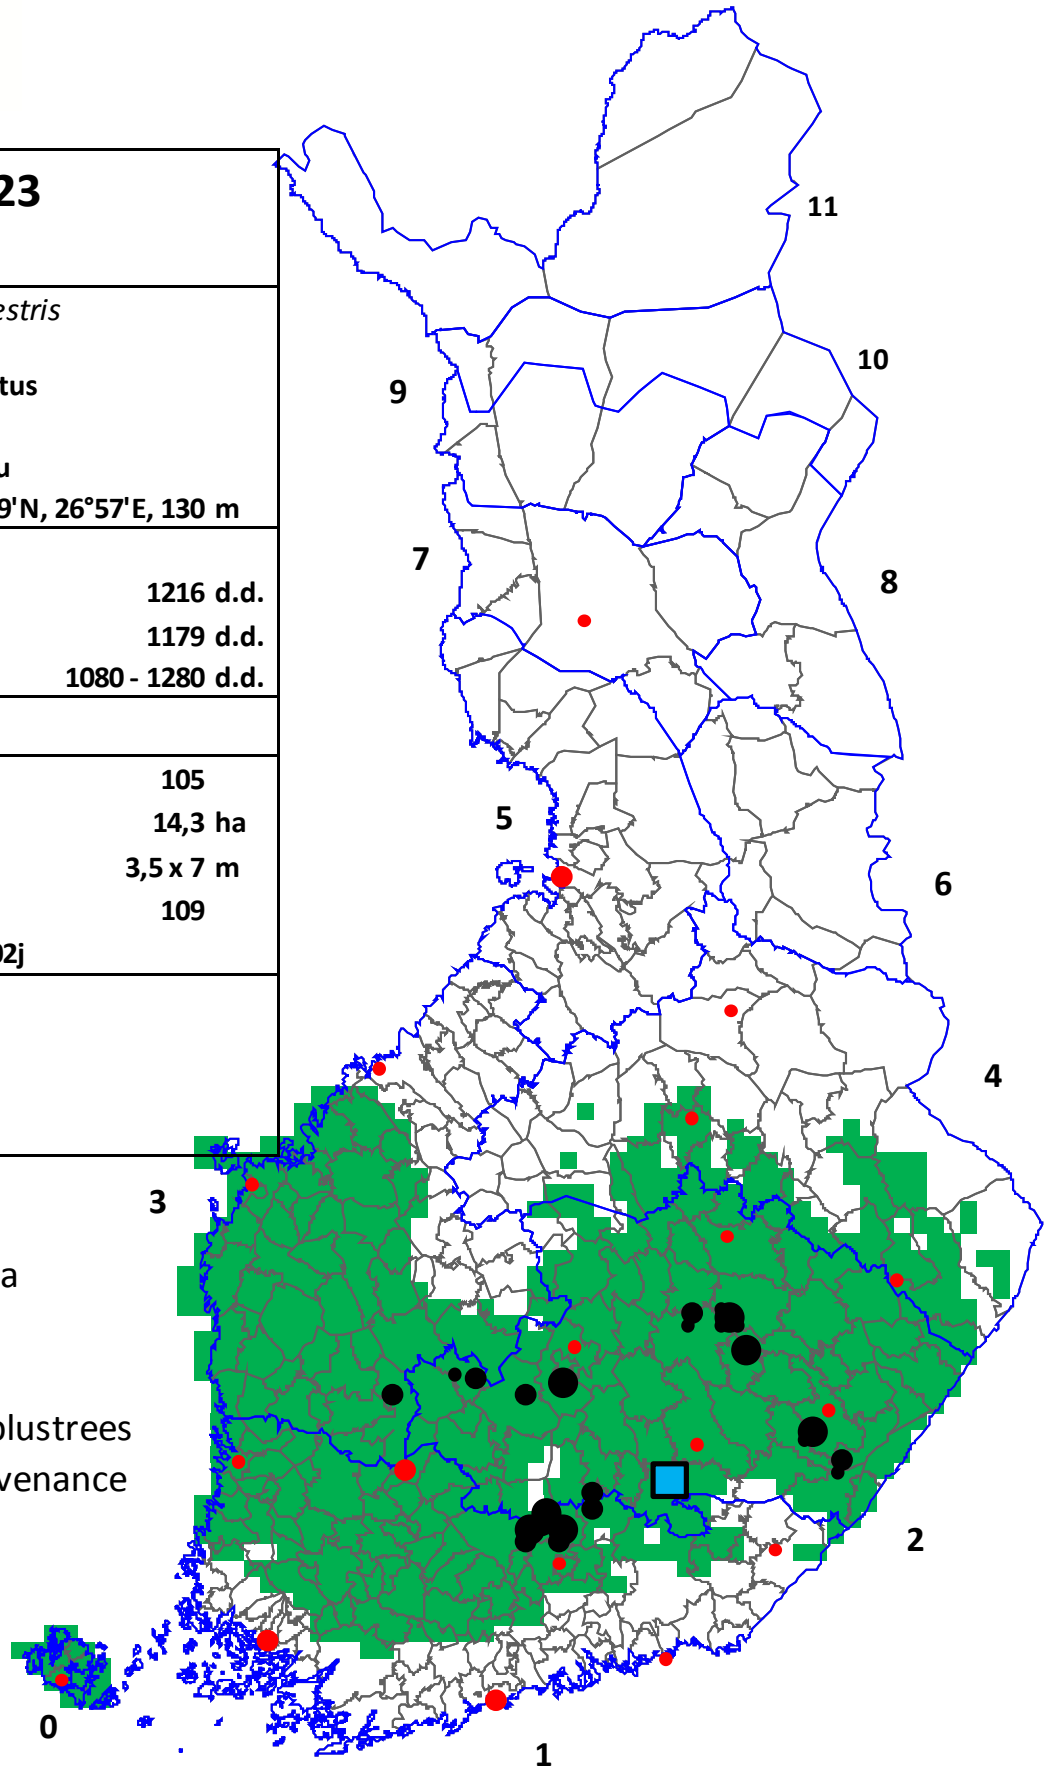 23
estris
tus
u
9'N, 26°57'E, 130 m
1216 d.d.
1179 d.d.
1080 - 1280 d.d.
105
14,3 ha
3,5 x 7 m
109
02j
a
plustrees
venance
11
10
9
7
8
5
6
4
3
2
0
1